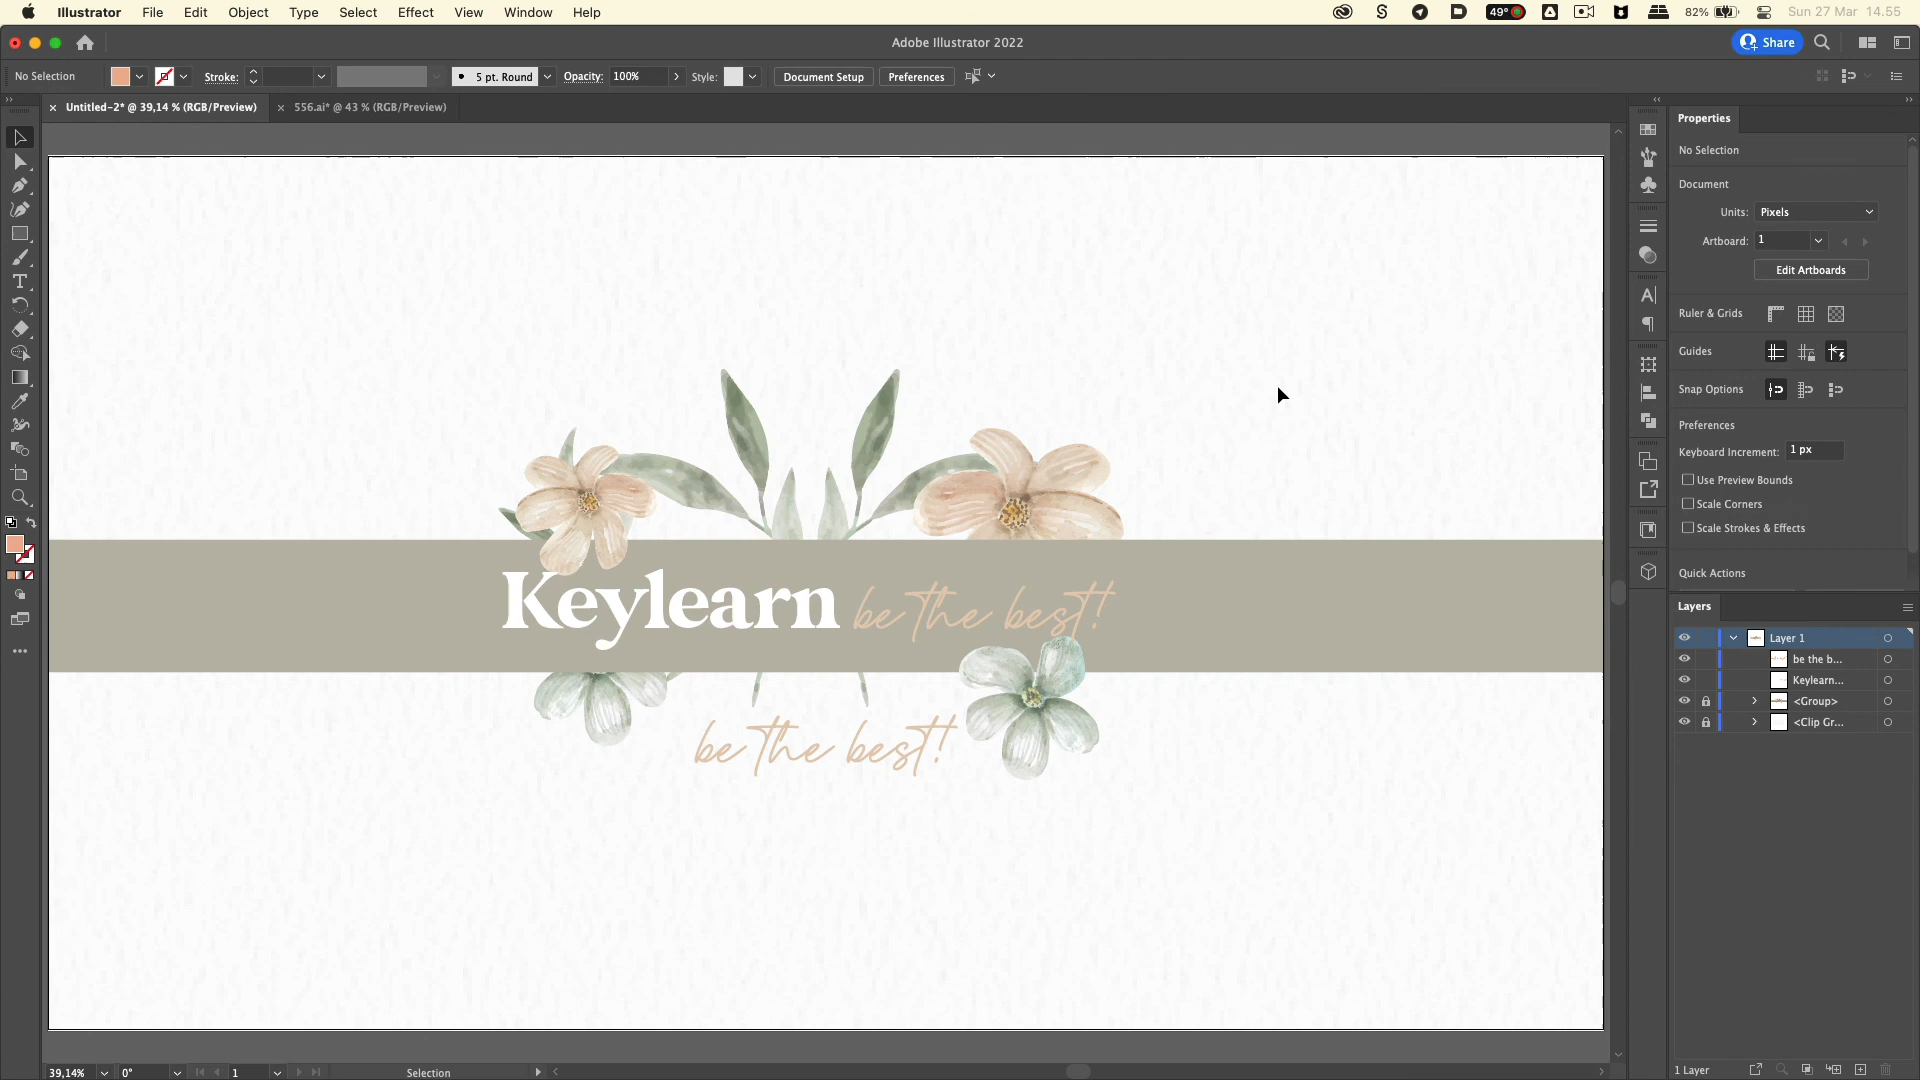 Illustrator File Edit Object Type Select Effect View Window Help 49° 82% Sun 27 Mar 14.55
Adobe Illustrator 2022 Share
No Selection Stroke: 5 pt. Round Opacity: 100% Style: Document Setup Preferences
Untitled-2* @ 39,14 % (RGB/Preview) 556.ai* @ 43 % (RGB/Preview)
Keylearn be the best!
be the best!
Properties
No Selection
Document
Units: Pixels
Artboard: 1
Edit Artboards
Ruler & Grids
Guides
Snap Options
Preferences
Keyboard Increment: 1 px
Use Preview Bounds
Scale Corners
Scale Strokes & Effects
Quick Actions
Layers
Layer 1
be the b...
Keylearn...
<Group>
<Clip Gr...
39,14% 0° 1 Selection 1 Layer